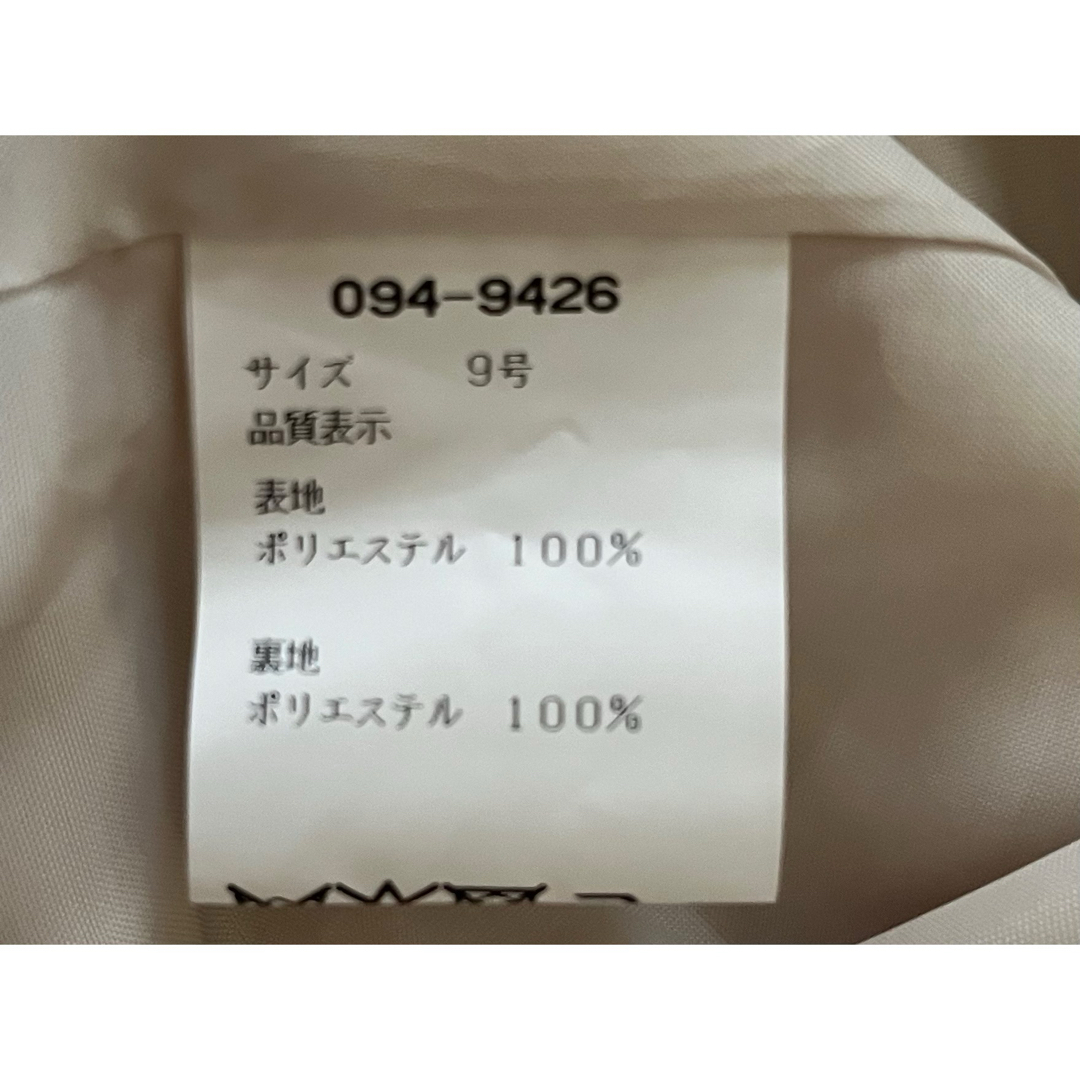 094-9426
サイズ 9号
品質表示
表地
ポリエステル 100%
裏地
ポリエステル 100%